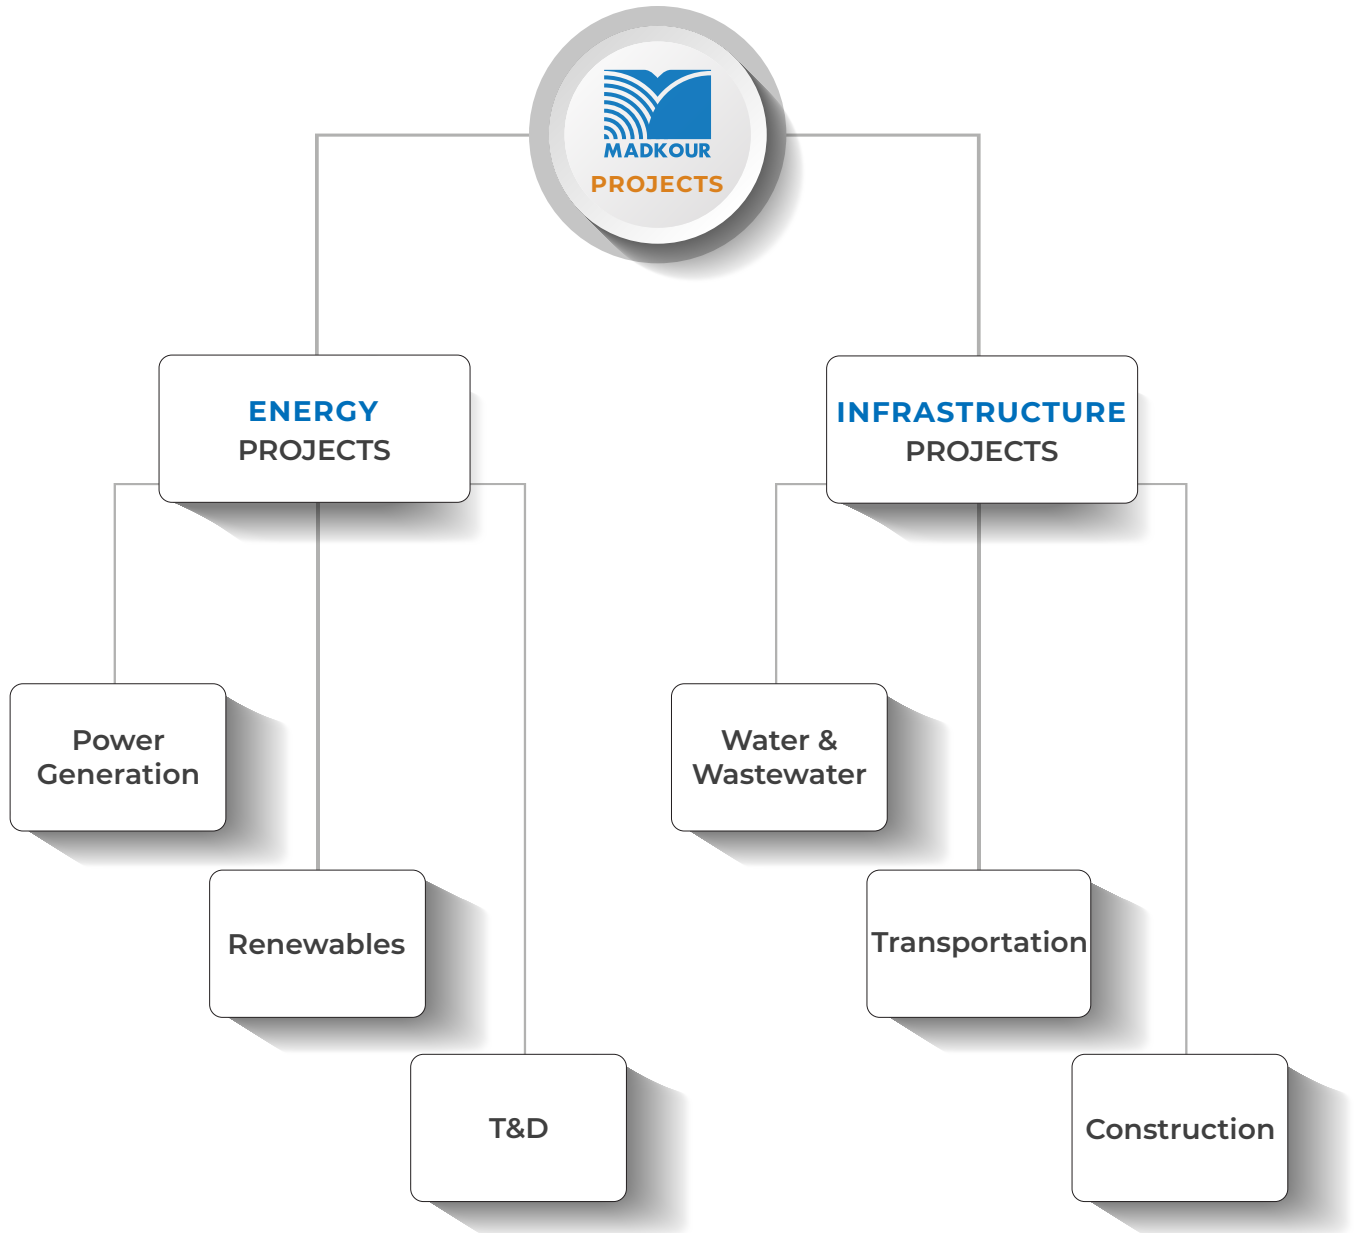 MADKOUR
PROJECTS
ENERGY
PROJECTS
INFRASTRUCTURE
PROJECTS
Power
Generation
Water &
Wastewater
Renewables
Transportation
T&D
Construction